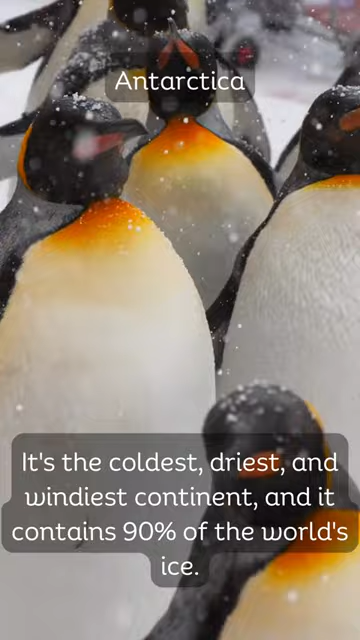 Antarctica
It's the coldest, driest, and
windiest continent, and it
contains 90% of the world's
ice.